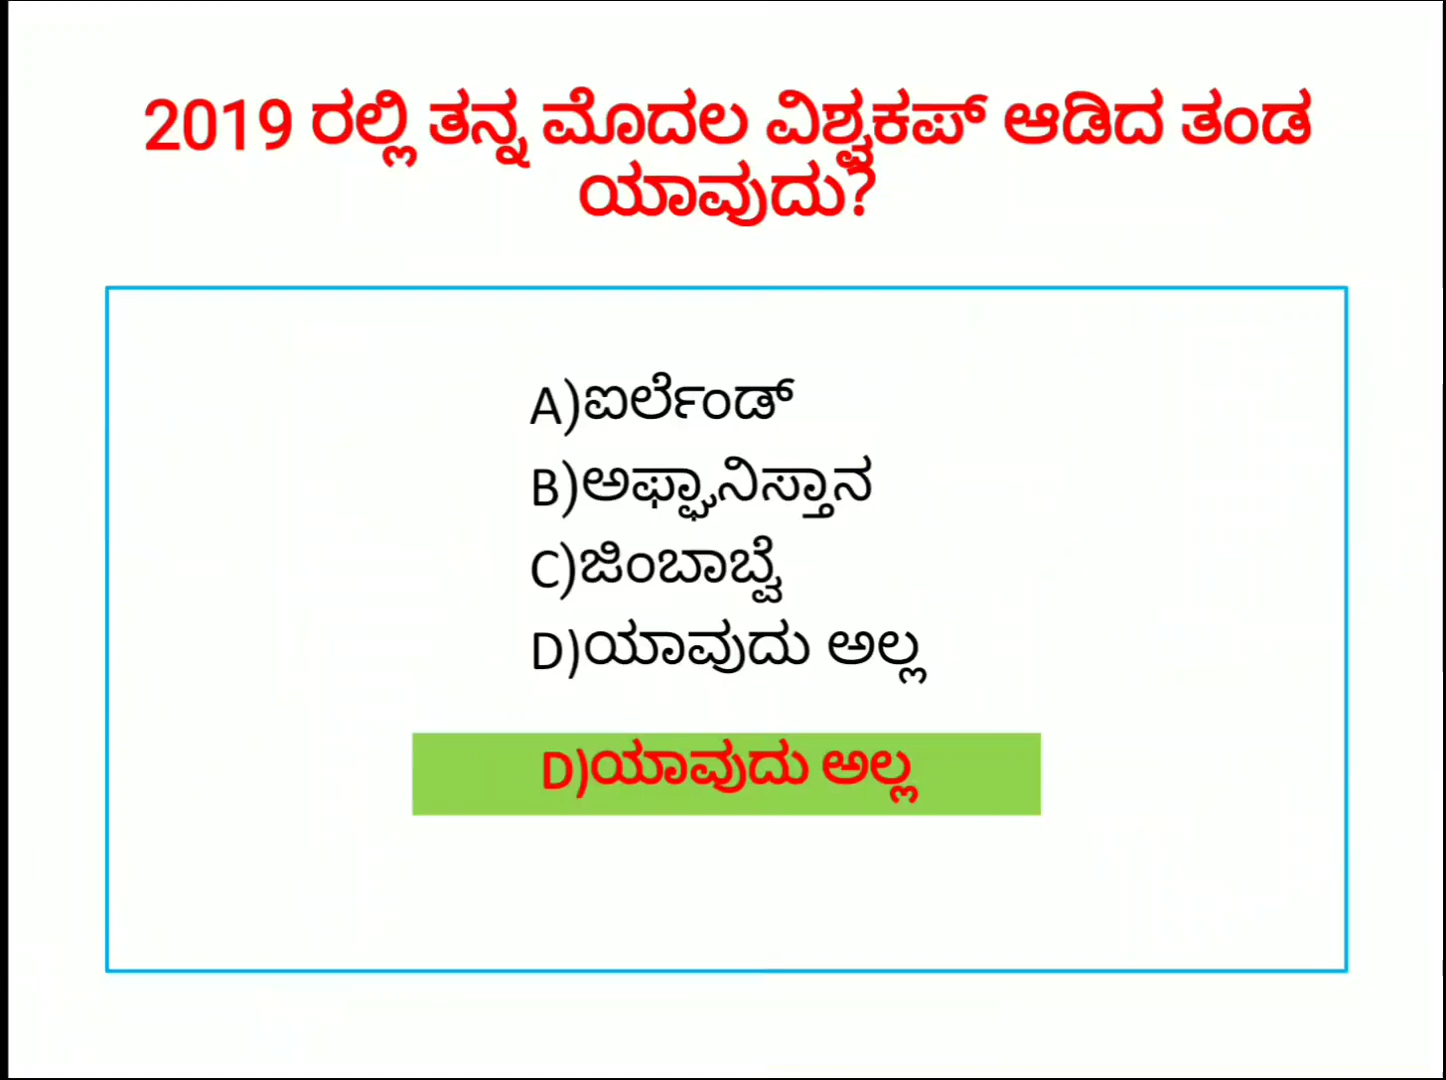 2019 ರಲ್ಲಿ ತನ್ನ ಮೊದಲ ವಿಶ್ವಕಪ್ ಆಡಿದ ತಂಡ
ಯಾವುದು?
A)ಐರ್ಲೆಂಡ್
B)ಅಫ್ಘಾನಿಸ್ತಾನ
C)ಜಿಂಬಾಬ್ವೆ
D)ಯಾವುದು ಅಲ್ಲ
D)ಯಾವುದು ಅಲ್ಲ